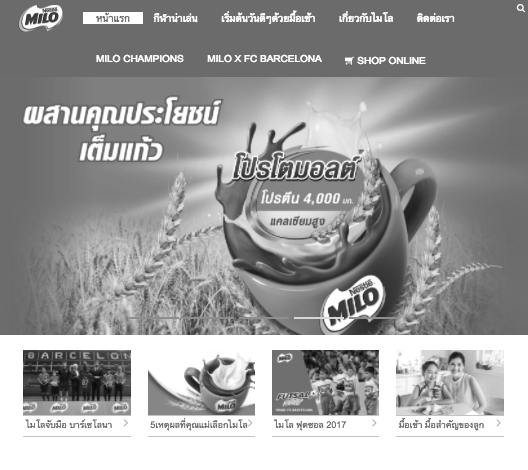 Nestlé
MILO
หน้าแรก
กีฬาน่าเล่น
เริ่มต้นวันดีๆด้วยมื้อเช้า
เกี่ยวกับไมโล
ติดต่อเรา
MILO CHAMPIONS
MILO X FC BARCELONA
SHOP ONLINE
ผสานคุณประโยชน์
เต็มแก้ว
โปรโตมอลต์
โปรตีน 4,000 มก.
แคลเซียมสูง
Nestlé
MILO
BARCELON
MILO
FUTSAL
ไมโลจับมือ บาร์เซโลนา
5เหตุผลที่คุณแม่เลือกไมโล
ไมโล ฟุตซอล 2017
มื้อเช้า มื้อสำคัญของลูก